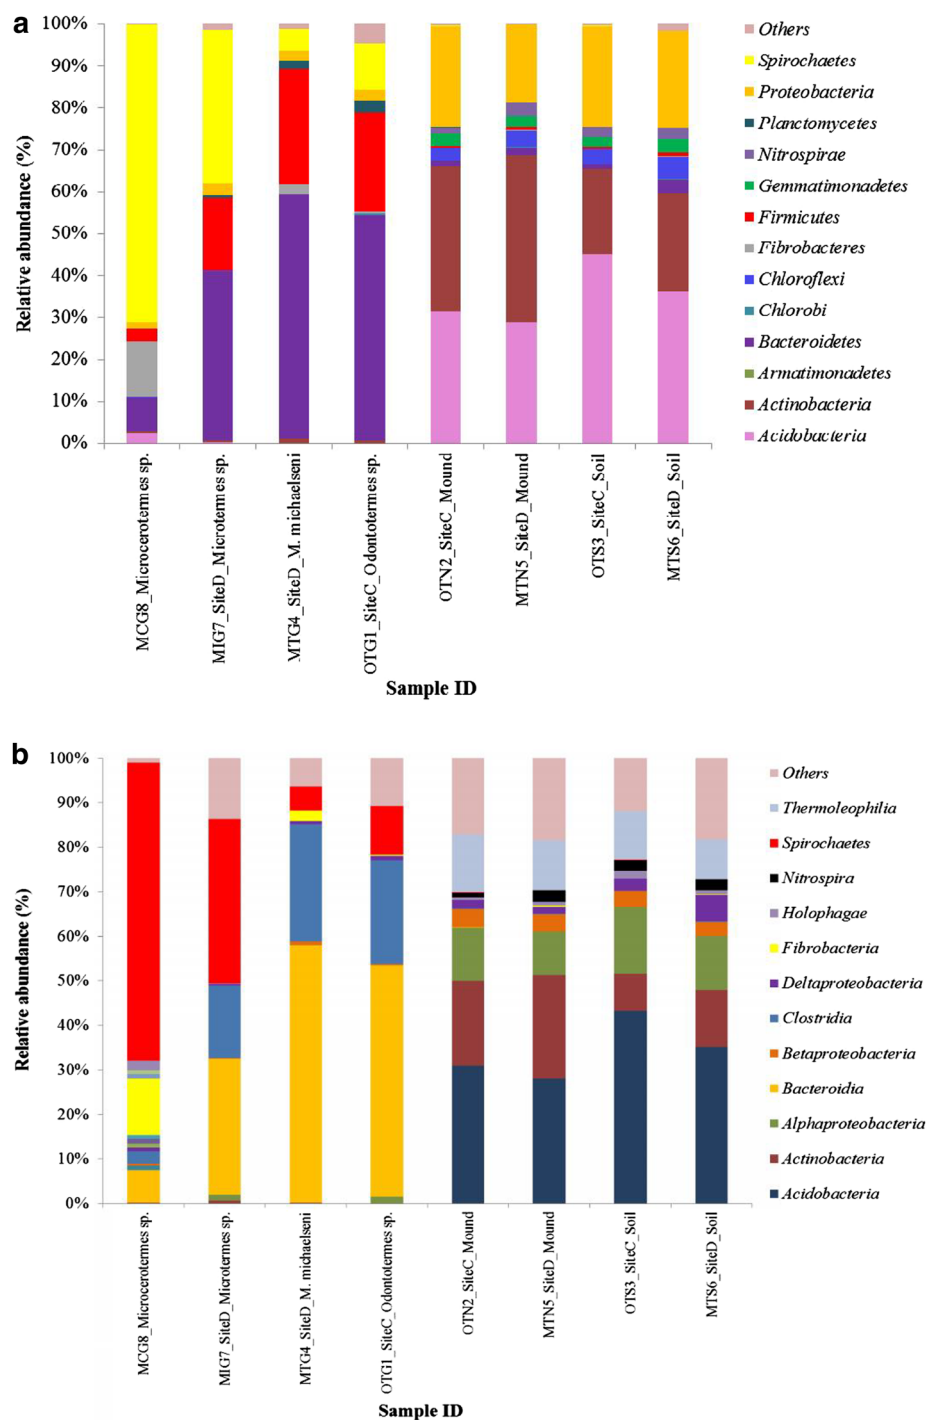 a
100%
90%
80%
70%
60%
50%
40%
30%
20%
10%
0%
Relative abundance (%)
MCG8_Microcerotermes sp.
MIG7_SiteD_Microtermes sp.
MTG4_SiteD_M. michaelseni
OTG1_SiteC_Odontotermes sp.
OTN2_SiteC_Mound
MTN5_SiteD_Mound
OTS3_SiteC_Soil
MTS6_SiteD_Soil
Sample ID
Others
Spirochaetes
Proteobacteria
Planctomycetes
Nitrospirae
Gemmatimonadetes
Firmicutes
Fibrobacteres
Chloroflexi
Chlorobi
Bacteroidetes
Armatimonadetes
Actinobacteria
Acidobacteria
b
100%
90%
80%
70%
60%
50%
40%
30%
20%
10%
0%
Relative abundance (%)
MCG8_Microcerotermes sp.
MIG7_SiteD_Microtermes sp.
MTG4_SiteD_M. michaelseni
OTG1_SiteC_Odontotermes sp.
OTN2_SiteC_Mound
MTN5_SiteD_Mound
OTS3_SiteC_Soil
MTS6_SiteD_Soil
Sample ID
Others
Thermoleophilia
Spirochaetes
Nitrospira
Holophagae
Fibrobacteria
Deltaproteobacteria
Clostridia
Betaproteobacteria
Bacteroidia
Alphaproteobacteria
Actinobacteria
Acidobacteria